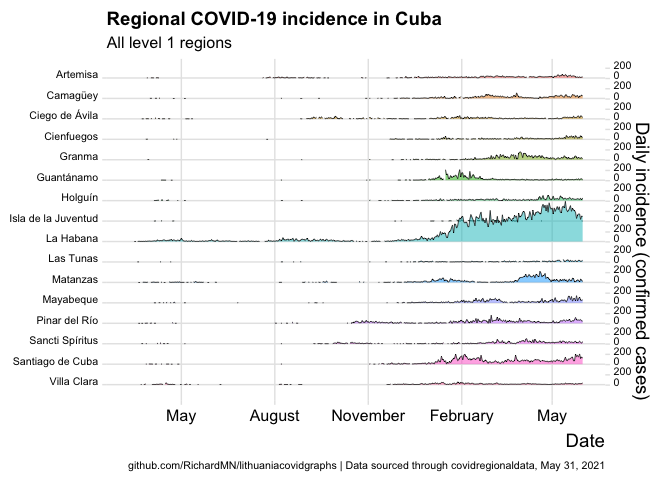 Regional COVID-19 incidence in Cuba
All level 1 regions
Artemisa
200
0
Camagüey
200
0
Ciego de Ávila
200
0
Cienfuegos
200
0
Granma
200
0
Guantánamo
200
0
Holguín
200
0
Isla de la Juventud
200
0
La Habana
200
0
Las Tunas
200
0
Matanzas
200
0
Mayabeque
200
0
Pinar del Río
200
0
Sancti Spíritus
200
0
Santiago de Cuba
200
0
Villa Clara
200
0
Daily incidence (confirmed cases)
May August November February May
Date
github.com/RichardMN/lithuaniacovidgraphs | Data sourced through covidregionaldata, May 31, 2021